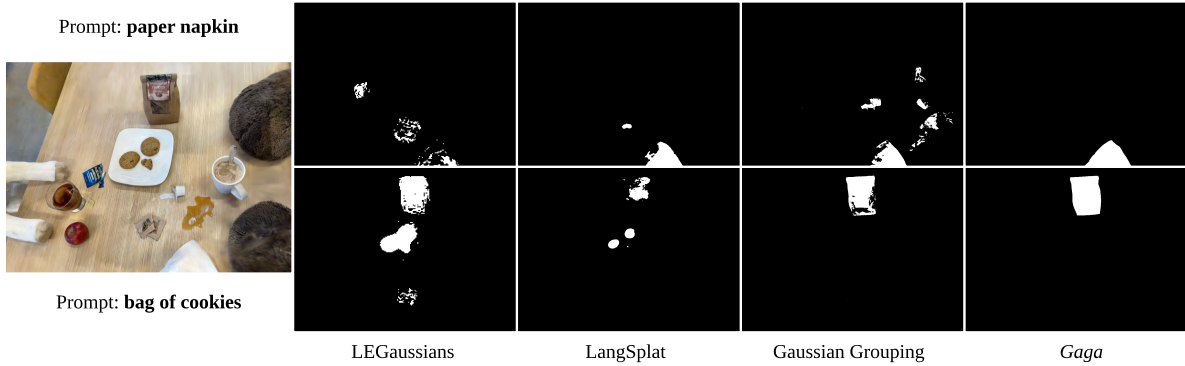 Prompt: paper napkin
Prompt: bag of cookies
LEGaussians
LangSplat
Gaussian Grouping
Gaga